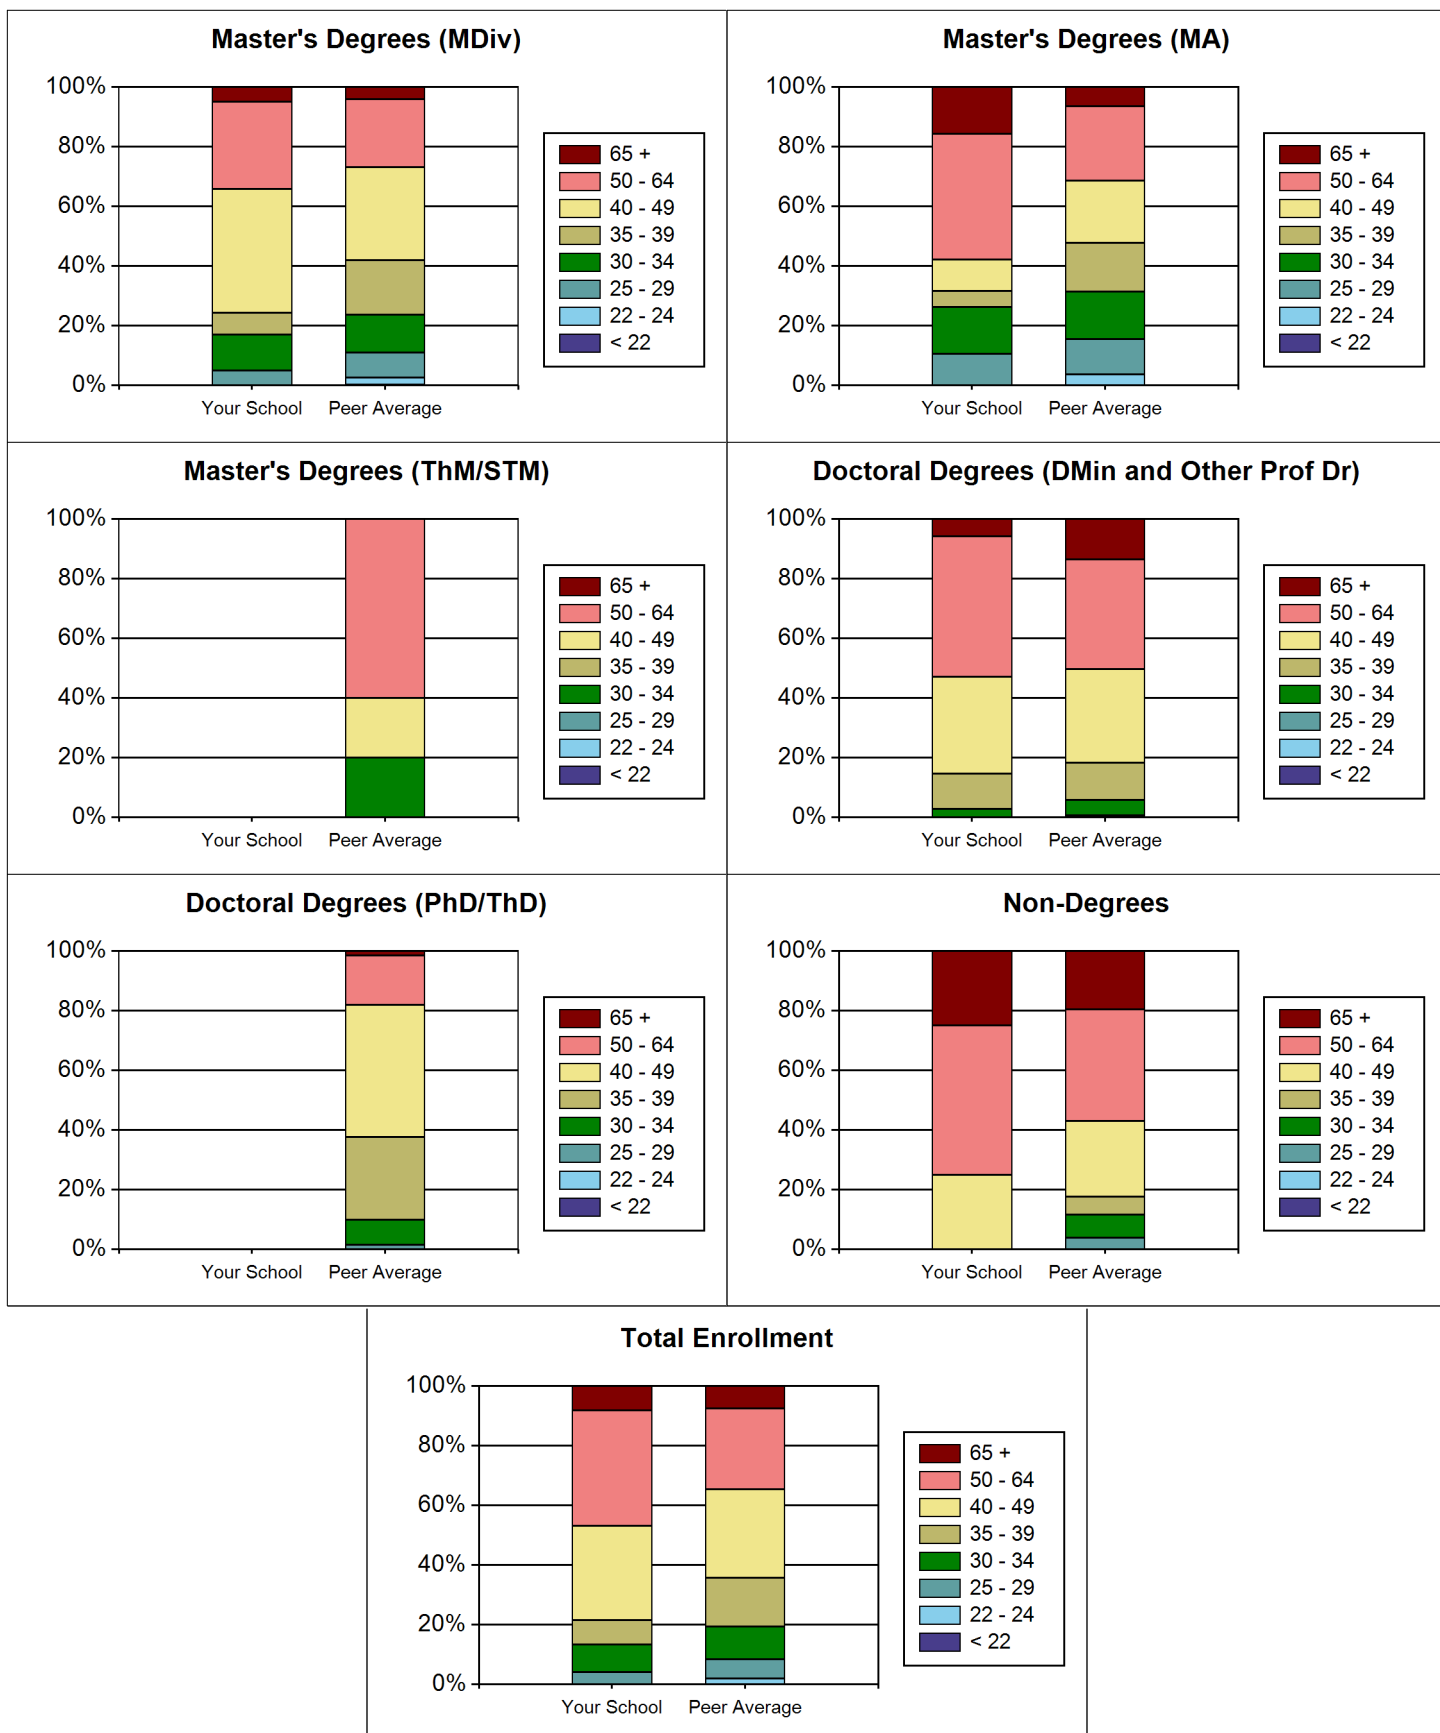 Master's Degrees (MDiv)
100%
80%
60%
40%
20%
0%
Your School
Peer Average
65 +
50 - 64
40 - 49
35 - 39
30 - 34
25 - 29
22 - 24
< 22
Master's Degrees (MA)
100%
80%
60%
40%
20%
0%
Your School
Peer Average
65 +
50 - 64
40 - 49
35 - 39
30 - 34
25 - 29
22 - 24
< 22
Master's Degrees (ThM/STM)
100%
80%
60%
40%
20%
0%
Your School
Peer Average
65 +
50 - 64
40 - 49
35 - 39
30 - 34
25 - 29
22 - 24
< 22
Doctoral Degrees (DMin and Other Prof Dr)
100%
80%
60%
40%
20%
0%
Your School
Peer Average
65 +
50 - 64
40 - 49
35 - 39
30 - 34
25 - 29
22 - 24
< 22
Doctoral Degrees (PhD/ThD)
100%
80%
60%
40%
20%
0%
Your School
Peer Average
65 +
50 - 64
40 - 49
35 - 39
30 - 34
25 - 29
22 - 24
< 22
Non-Degrees
100%
80%
60%
40%
20%
0%
Your School
Peer Average
65 +
50 - 64
40 - 49
35 - 39
30 - 34
25 - 29
22 - 24
< 22
Total Enrollment
100%
80%
60%
40%
20%
0%
Your School
Peer Average
65 +
50 - 64
40 - 49
35 - 39
30 - 34
25 - 29
22 - 24
< 22